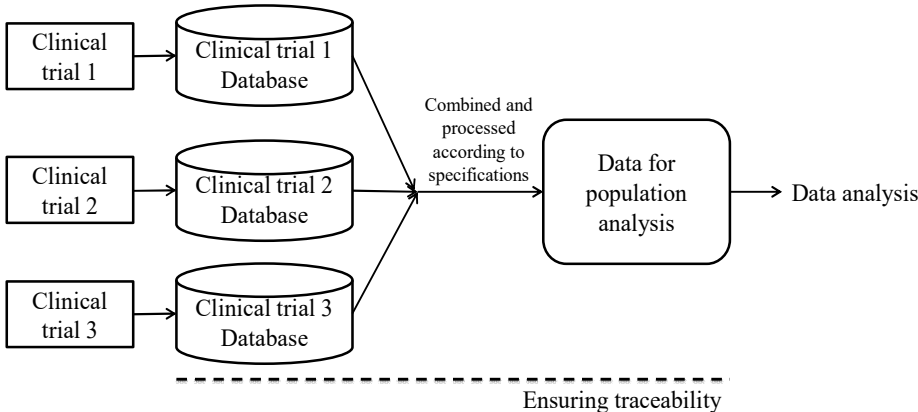 Clinical
trial 1
Clinical trial 1
Database
Combined and
processed
according to
specifications
Clinical
trial 2
Clinical trial 2
Database
Data for
population
analysis
Data analysis
Clinical
trial 3
Clinical trial 3
Database
Ensuring traceability